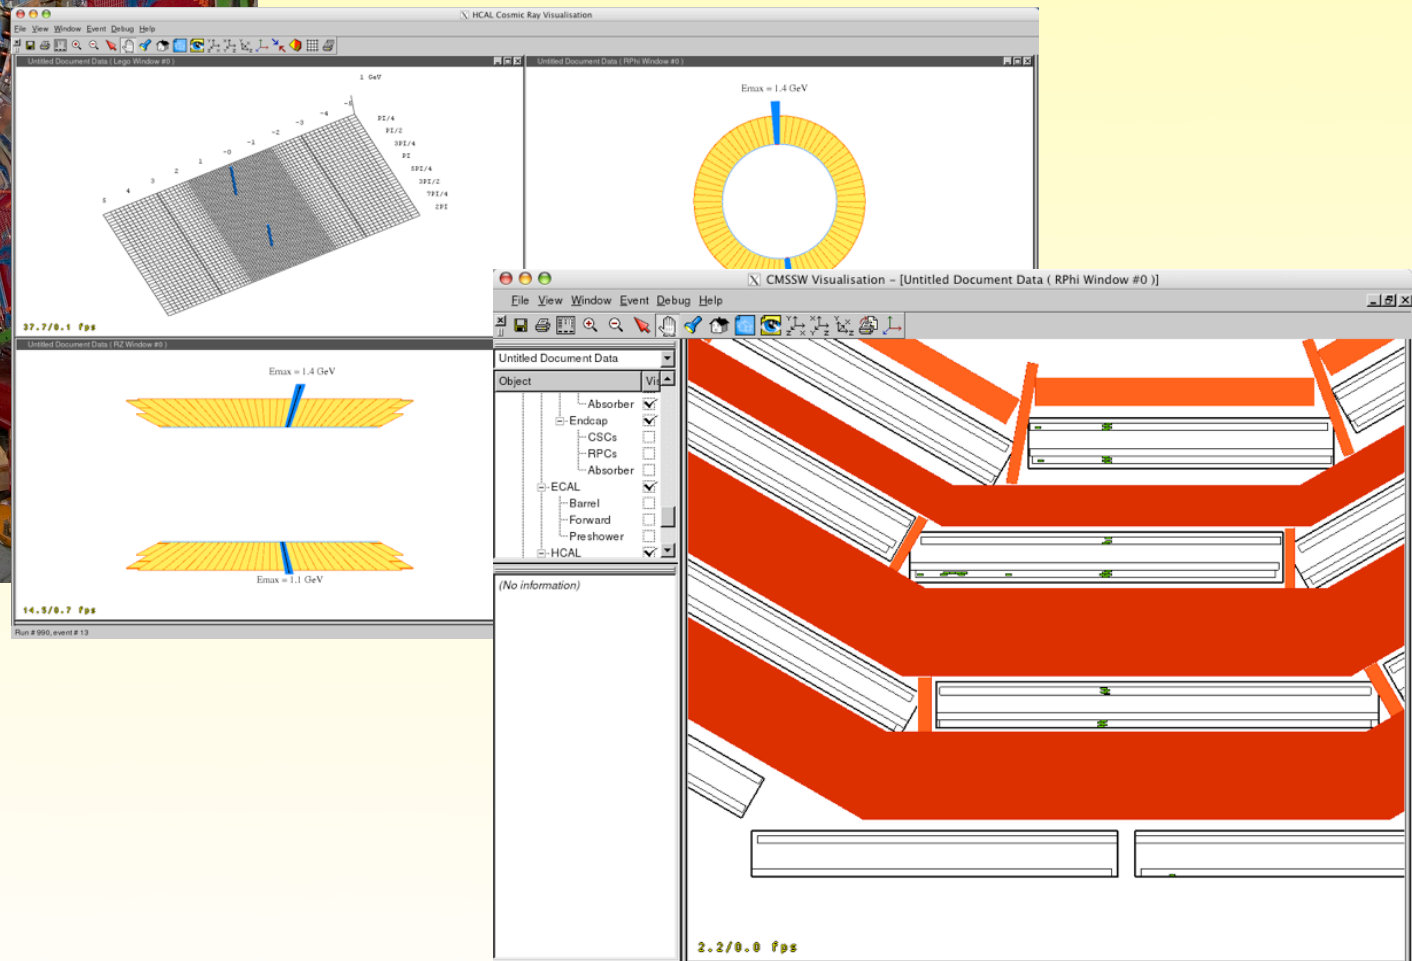 HCAL Cosmic Ray Visualisation
File View Window Event Debug Help
Untitled Document Data ( Lego Window #0 )
1 GeV
-5
-4
-3
-2
-1
-0
1
2
3
4
5
PI/4
PI/2
3PI/4
PI
5PI/4
3PI/2
7PI/4
2PI
37.7/0.1 fps
Untitled Document Data ( RPhi Window #0 )
Emax = 1.4 GeV
Untitled Document Data ( RZ Window #0 )
Emax = 1.4 GeV
Emax = 1.1 GeV
14.5/0.7 fps
Run # 990, event # 13
CMSSW Visualisation – [Untitled Document Data ( RPhi Window #0 )]
File View Window Event Debug Help
Untitled Document Data
Object Vis
Absorber
Endcap
CSCs
RPCs
Absorber
ECAL
Barrel
Forward
Preshower
HCAL
(No information)
2.2/0.0 fps